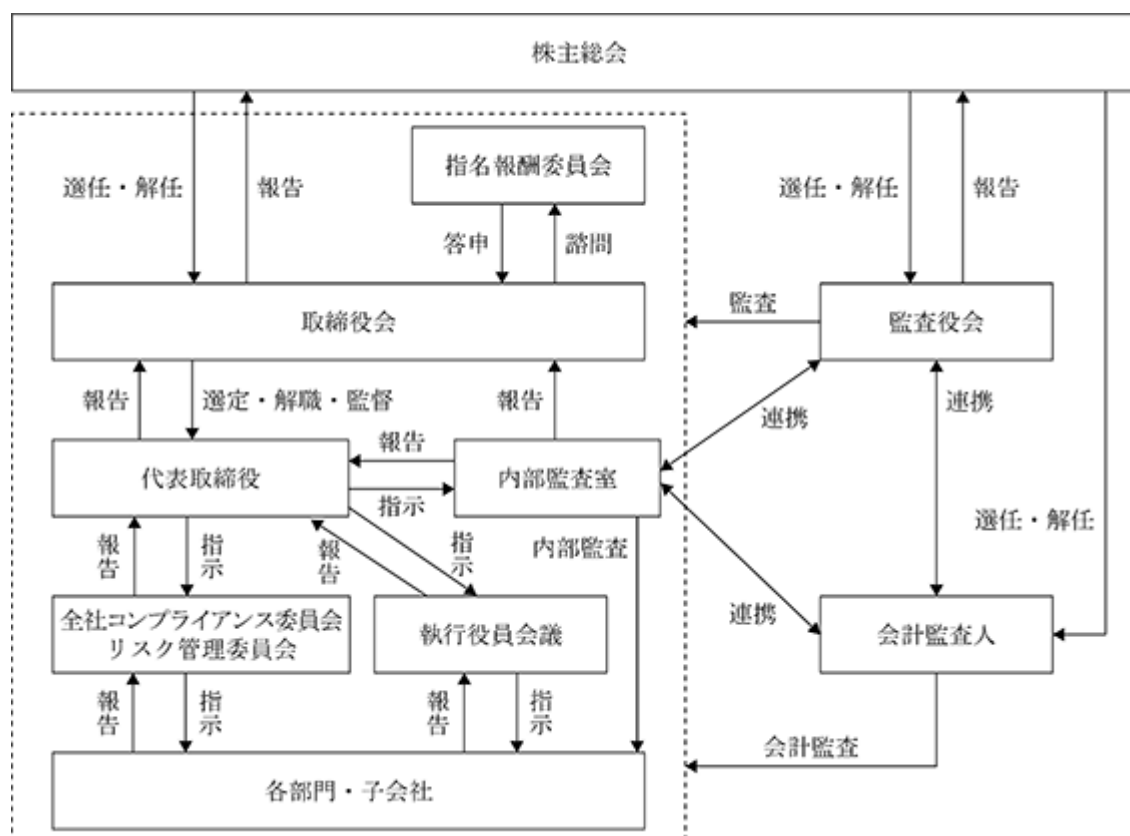 株主総会
選任・解任
報告
指名報酬委員会
答申
諮問
選任・解任
報告
取締役会
監査
監査役会
報告
選定・解職・監督
報告
連携
連携
代表取締役
報告
指示
内部監査室
選任・解任
報告
指示
報告
指示
内部監査
連携
全社コンプライアンス委員会
リスク管理委員会
執行役員会議
会計監査人
報告
指示
報告
指示
会計監査
各部門・子会社